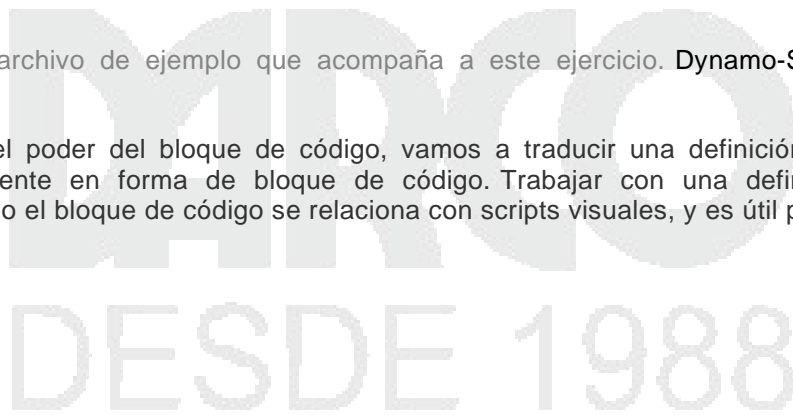 archivo de ejemplo que acompaña a este ejercicio. Dynamo-S
el poder del bloque de código, vamos a traducir una definición
ente en forma de bloque de código. Trabajar con una defin
o el bloque de código se relaciona con scripts visuales, y es útil p
DARCO
DESDE 1988